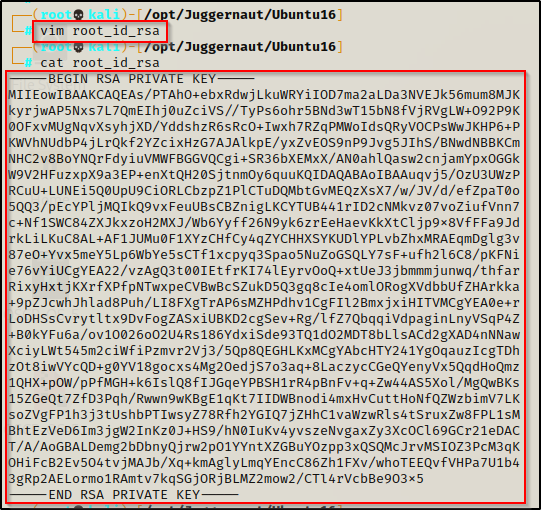 ┌──(root💀kali)-[/opt/Juggernaut/Ubuntu16]
└─# vim root_id_rsa
┌──(root💀kali)-[/opt/Juggernaut/Ubuntu16]
└─# cat root_id_rsa
-----BEGIN RSA PRIVATE KEY-----
MIIEowIBAAKCAQEAs/PTAhO+ebxRdwjLkuWRYiIOD7ma2aLDa3NVEJk56mum8MJK
kyrjwAP5Nxs7L7QmEIhj0uZciVS//TyPs6ohr5BNd3wT15bN8fVjRVgLW+O92P9K
0OFxvMUgNqvXsyhjXD/YddshzR6sRcO+Iwxh7RZqPMWoIdsQRyVOCPsWwJKHP6+P
KWVhNUdbP4jLrQkf2YZcixHzG7AJAlkpE/yxZvEOS9nP9Jvg5JIhS/BNwdNBBKCm
NHC2v8BoYNQrFdyiuVMWFBGGVQCgi+SR36bXEMxX/AN0ahlQasw2cnjamYpxOGGk
W9V2HFuzxpX9a3EP+enXtQH20SjtnmOy6quuKQIDAQABAoIBAAuqvj5/OzU3UWzP
RCuU+LUNEi5Q0UpU9CiORLCbzpZ1PlCTuDQMbtGvMEQzXsX7/w/JV/d/efZpaT0o
5QQ3/pEcYPljMQIkQ9vxFeuUBsCBZnigLKCYTUB441rID2cNMkvz07voZiufVnn7
c+Nf1SWC84ZXJkxzoH2MXJ/Wb6Yyff26N9yk6zrEeHaevKkXtCljp9×8VfFFa9Jd
rkLiLKuC8AL+AF1JUMu0F1XYzCHfCy4qZYCHHXSYKUDlYPLvbZhxMRAEqmDglg3v
87eO+Yvx5meY5Lp6WbYe5sCTf1xcpyq3Spao5NuZoGSQLY7sF+ufh2l6C8/pKFNi
e76vYiUCgYEA22/vzAgQ3t00IEtfrKI74lEyrvOoQ+xtUeJ3jbmmmjunwq/thfar
RixyHxtjKXrfXPfpNTwxpeCVBwBcSZukD5Q3gq8cIe4omlORogXVdbbUfZHArkka
+9pZJcwhJhlad8Puh/LI8FXgTrAP6sMZHPdhv1CgFIl2BmxjxiHITVMCgYEA0e+r
LoDHSsCvrytltx9DvFogZASxiUBKD2cgSev+Rg/lfZ7QbqqiVdpaginLnyVSqP4Z
+B0kYFu6a/ov1O026oO2U4Rs186YdxiSde93TQ1dO2MDT8bLlsACd2gXAD4nNNaw
XciyLWt545m2ciWfiPzmvr2Vj3/5Qp8QEGHLKxMCgYAbcHTY241YgOqauzIcgTDh
zOt8iwVYcQD+g0YV18gocxs4Mg2OedjS7o3aq+8LaczycCGeQYenyVx5QqdHoQmz
1QHX+pOW/pPfMGH+k6IslQ8fIJGqeYPBSH1rR4pBnFv+q+Zw44AS5Xol/MgQwBKs
15ZGeQt7ZfD3Pqh/Rwwn9wKBgE1qKt7IIDWBnodi4mxHvCuttHoNfQZWzbimV7LK
soZVgFP1h3j3tUshbPTIwsyZ78Rfh2YGIQ7jZHhC1vaWzwRls4tSruxZw8FPL1sM
BhtEzVeD6Im3jgW2InKz0J+HS9/hN0IuKv4yvszeNvgaxZy3XcOCl69GCr21eDAC
T/A/AoGBALDemg2bDbnyQjrw2pO1YYntXZGBuYOzpp3xQSQMcJrvMSIOZ3PcM3qK
OHiFcB2Ev5O4tvjMAJb/Xq+kmAglyLmqYEncC86Zh1FXv/whoTEEQvfVHPa7U1b4
3gRp2AELormo1RAmtv7kqSGjORjBLMZ2mow2/CTl4rVcbBe9O3×5
-----END RSA PRIVATE KEY-----